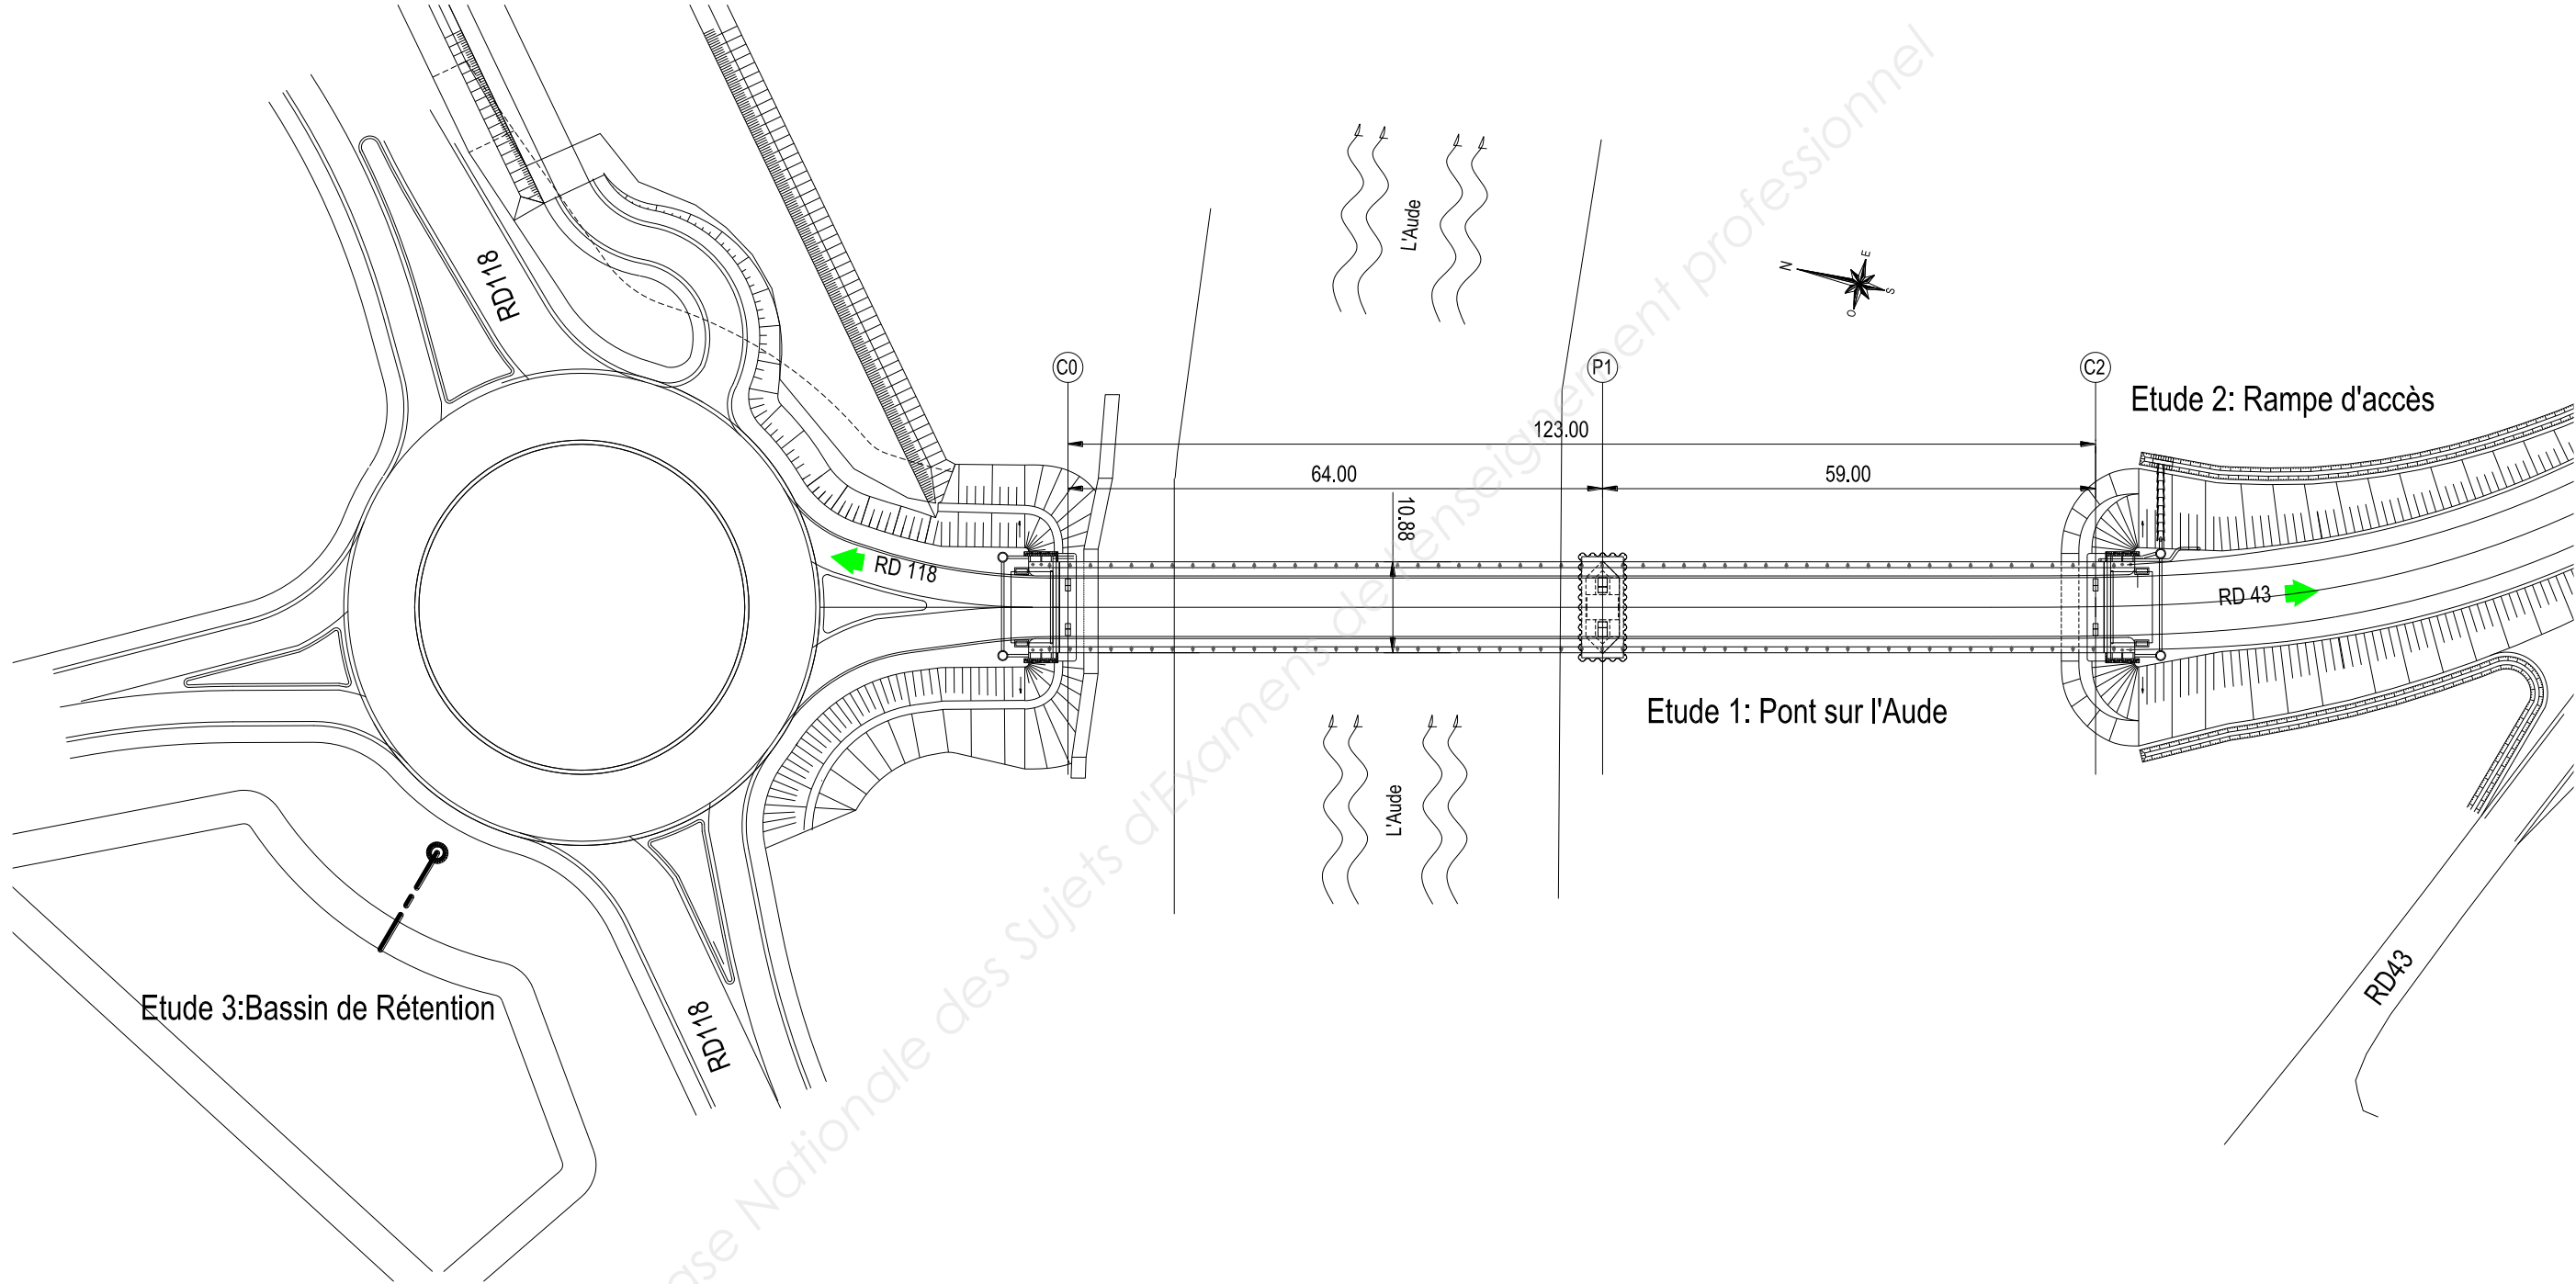 RD118
L'Aude
N
E
S
O
C0
P1
C2
Etude 2: Rampe d'accès
123.00
64.00
59.00
10.88
RD 118
RD 43
Etude 1: Pont sur l'Aude
L'Aude
Etude 3:Bassin de Rétention
RD118
RD43
ase Nationale des Sujets d'Examens de l'enseignement professionnel